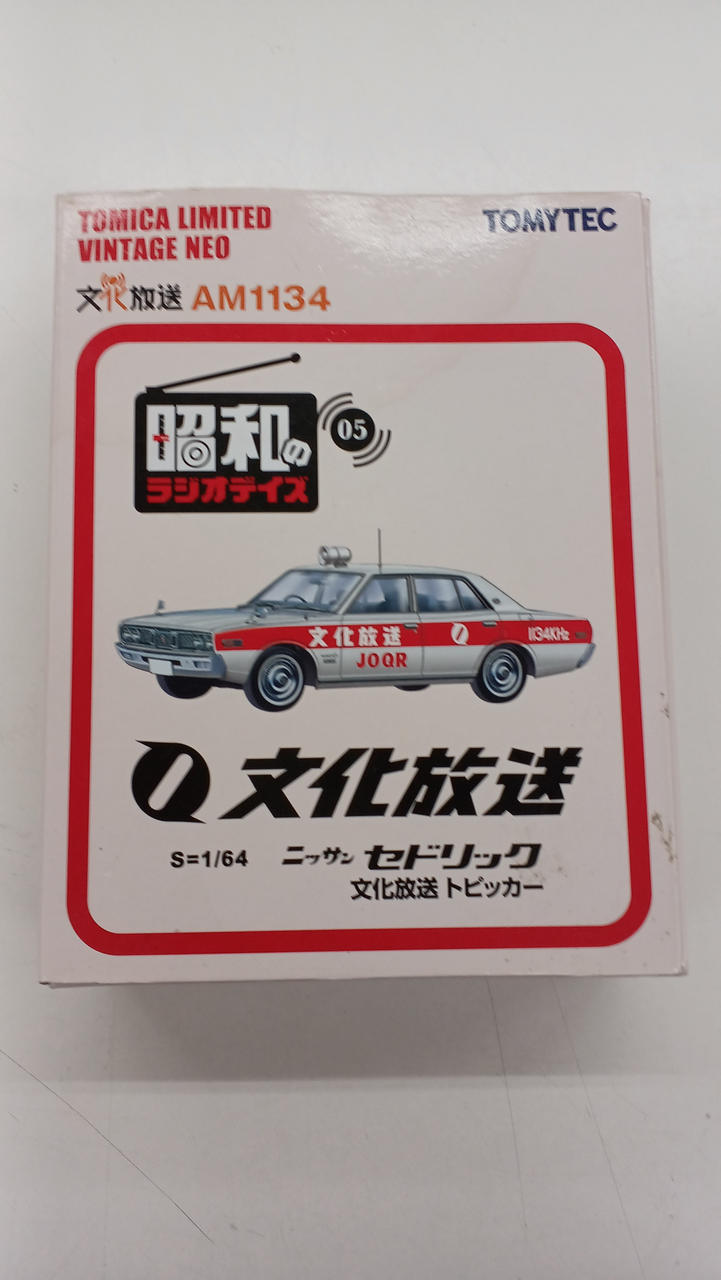 TOMICA LIMITED
VINTAGE NEO
TOMYTEC
文化放送 AM1134
昭和の
ラジオデイズ
05
文化放送
JOQR
1134KHz
文化放送
S=1/64
ニッサン セドリック
文化放送 トピッカー